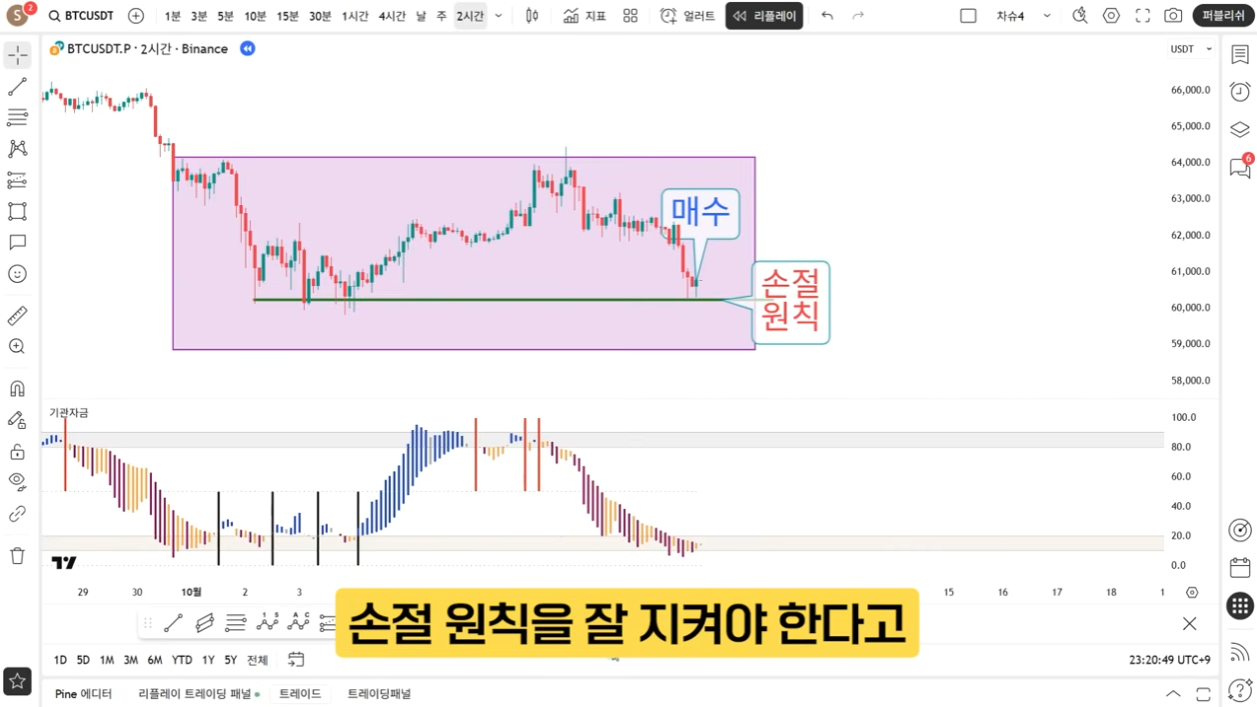 S 2 BTCUSDT 1분 3분 5분 10분 15분 30분 1시간 4시간 날 주 2시간 지표 얼러트 리플레이 차슈4 퍼블리쉬
BTCUSDT.P · 2시간 · Binance
USDT
66,000.0
65,000.0
64,000.0
63,000.0
62,000.0
61,000.0
60,000.0
59,000.0
58,000.0
6
매수
손절
원칙
기관자금
100.0
80.0
60.0
40.0
20.0
0.0
29 30 10월 2 3 15 16 17 18 1
손절 원칙을 잘 지켜야 한다고
1D 5D 1M 3M 6M YTD 1Y 5Y 전체
23:20:49 UTC+9
Pine 에디터 리플레이 트레이딩 패널 트레이드 트레이딩패널